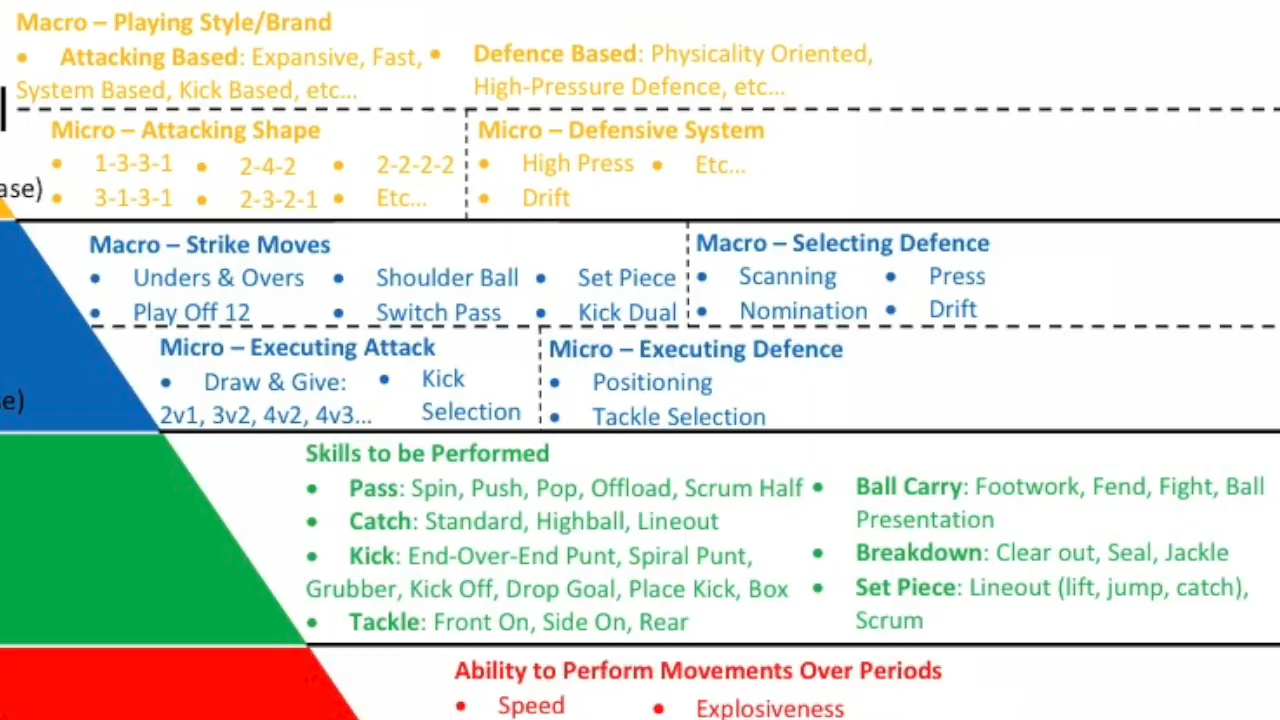 Macro – Playing Style/Brand
• Attacking Based: Expansive, Fast,
System Based, Kick Based, etc...
• Defence Based: Physicality Oriented,
High-Pressure Defence, etc...
ase)
Micro – Attacking Shape
• 1-3-3-1 • 2-4-2 • 2-2-2-2
• 3-1-3-1 • 2-3-2-1 • Etc...
Micro – Defensive System
• High Press • Etc...
• Drift
Macro – Strike Moves
• Unders & Overs • Shoulder Ball • Set Piece
• Play Off 12 • Switch Pass • Kick Dual
Macro – Selecting Defence
• Scanning • Press
• Nomination • Drift
se)
Micro – Executing Attack
• Draw & Give:
2v1, 3v2, 4v2, 4v3...
• Kick
Selection
Micro – Executing Defence
• Positioning
• Tackle Selection
Skills to be Performed
• Pass: Spin, Push, Pop, Offload, Scrum Half
• Catch: Standard, Highball, Lineout
• Kick: End-Over-End Punt, Spiral Punt,
Grubber, Kick Off, Drop Goal, Place Kick, Box
• Tackle: Front On, Side On, Rear
• Ball Carry: Footwork, Fend, Fight, Ball
Presentation
• Breakdown: Clear out, Seal, Jackle
• Set Piece: Lineout (lift, jump, catch),
Scrum
Ability to Perform Movements Over Periods
• Speed • Explosiveness